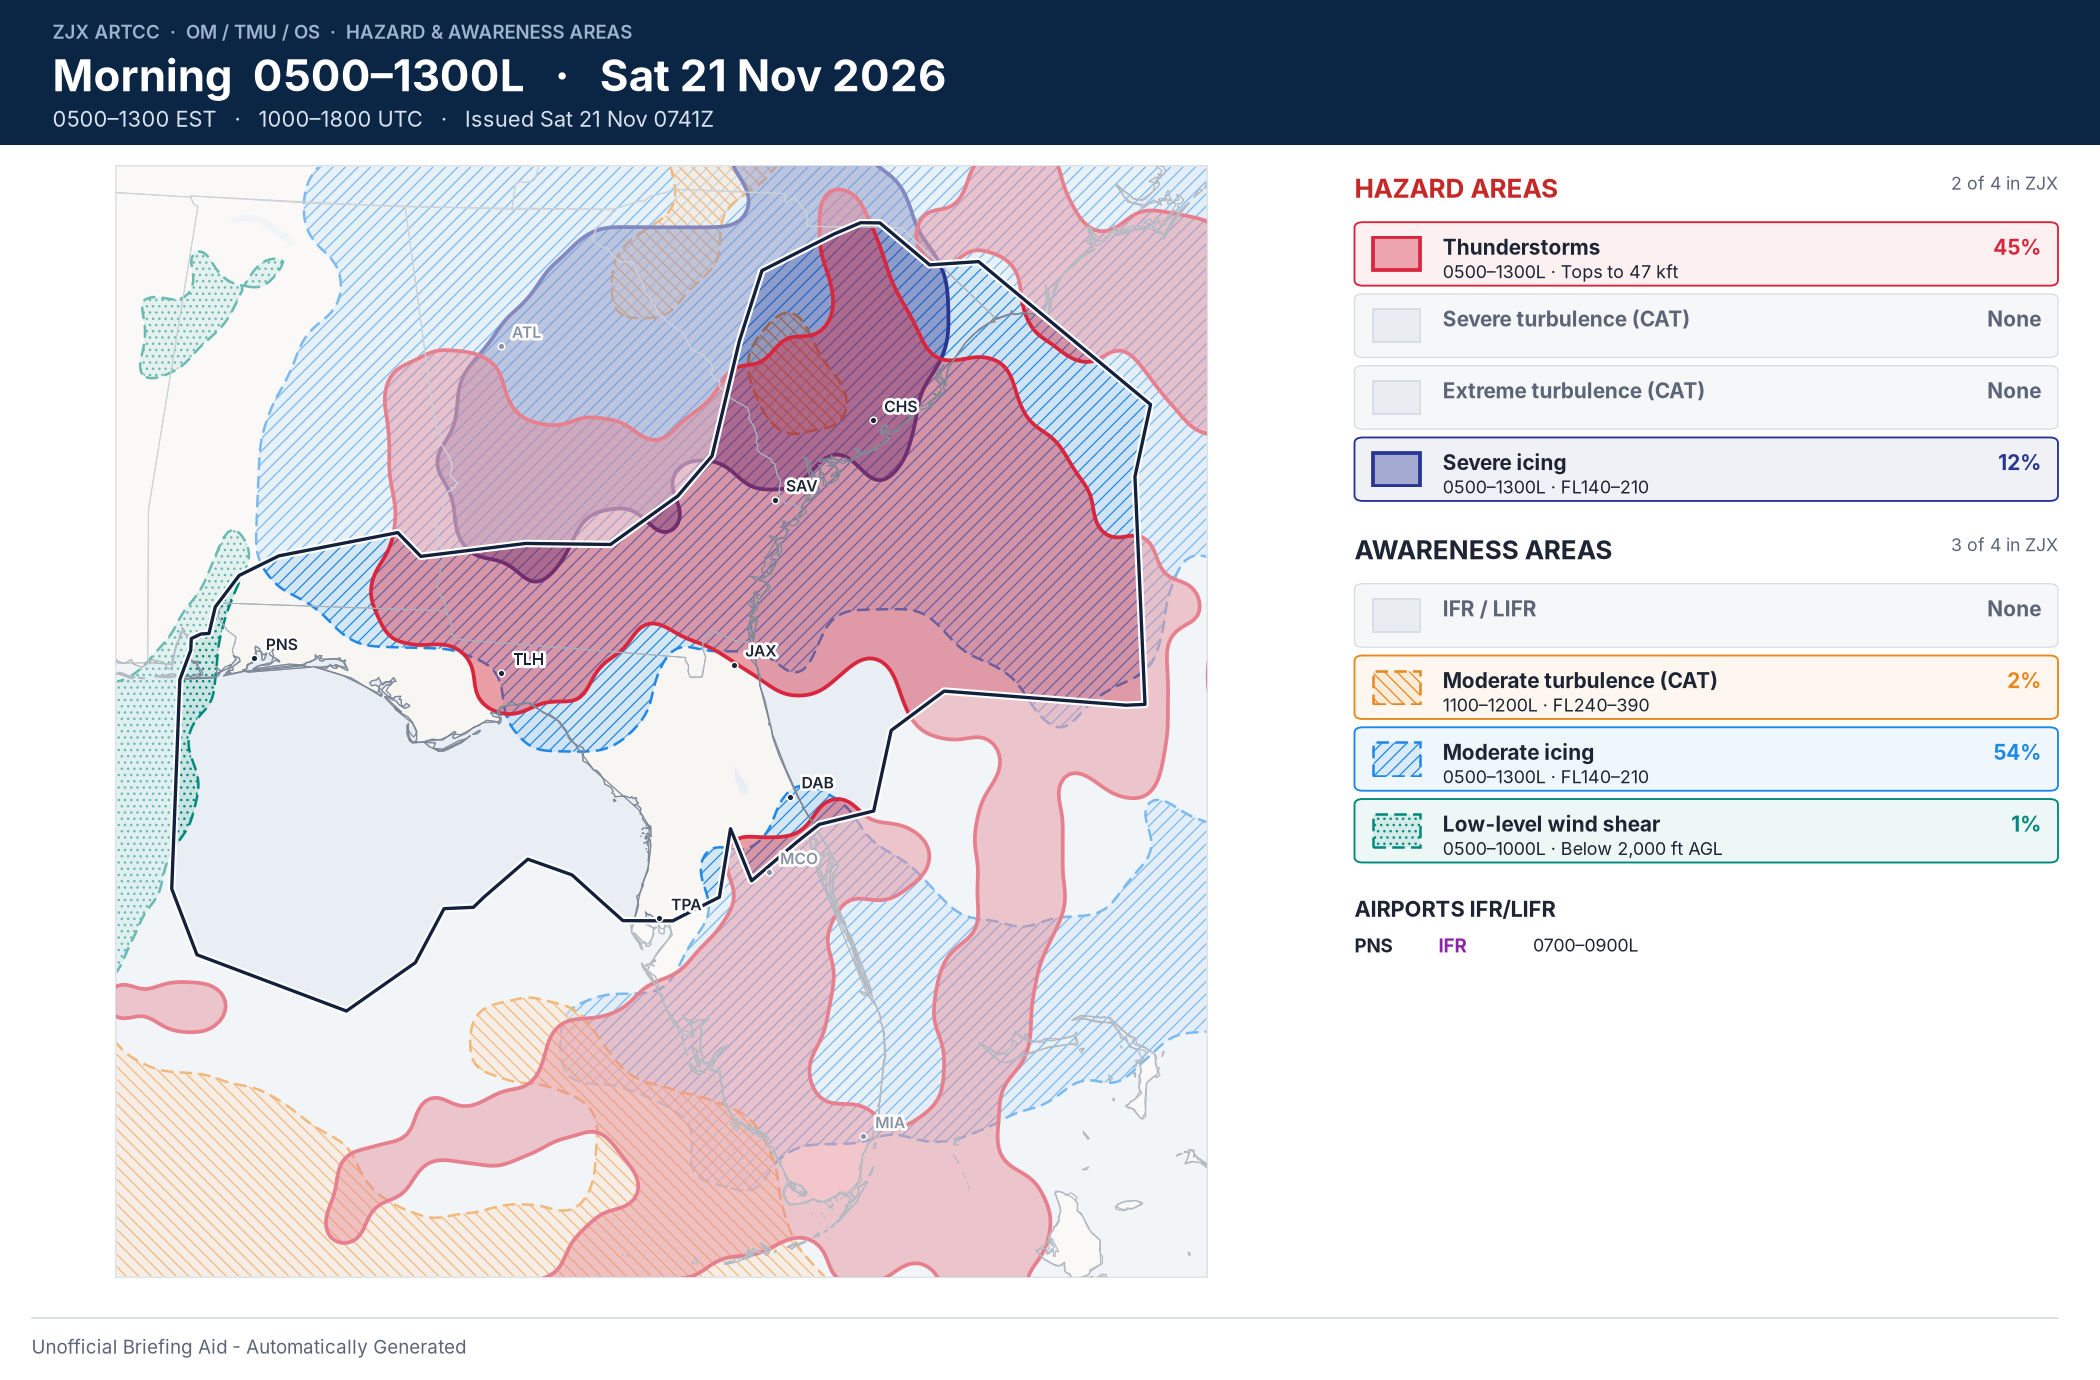 ZJX ARTCC · OM / TMU / OS · HAZARD & AWARENESS AREAS
Morning 0500–1300L · Sat 21 Nov 2026
0500–1300 EST · 1000–1800 UTC · Issued Sat 21 Nov 0741Z
ATL
CHS
SAV
PNS
TLH
JAX
DAB
MCO
TPA
MIA
HAZARD AREAS
2 of 4 in ZJX
Thunderstorms
45%
0500–1300L · Tops to 47 kft
Severe turbulence (CAT)
None
Extreme turbulence (CAT)
None
Severe icing
12%
0500–1300L · FL140–210
AWARENESS AREAS
3 of 4 in ZJX
IFR / LIFR
None
Moderate turbulence (CAT)
2%
1100–1200L · FL240–390
Moderate icing
54%
0500–1300L · FL140–210
Low-level wind shear
1%
0500–1000L · Below 2,000 ft AGL
AIRPORTS IFR/LIFR
PNS IFR 0700–0900L
Unofficial Briefing Aid - Automatically Generated